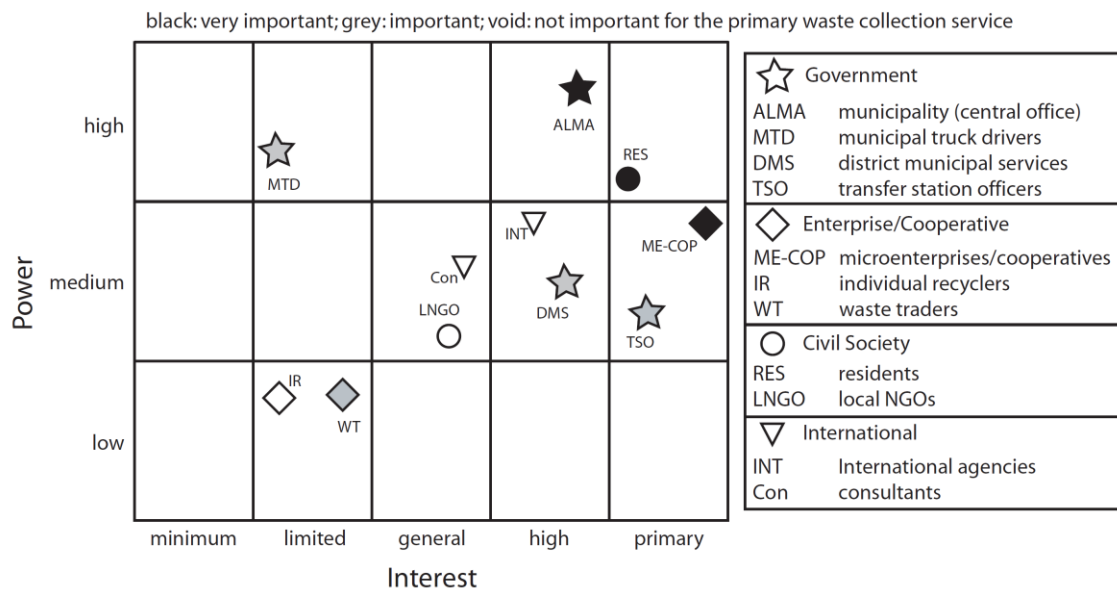 black: very important; grey: important; void: not important for the primary waste collection service
high
medium
low
Power
ALMA
MTD
RES
INT
ME-COP
Con
LNGO
DMS
TSO
IR
WT
minimum limited general high primary
Interest
Government
ALMA municipality (central office)
MTD municipal truck drivers
DMS district municipal services
TSO transfer station officers
Enterprise/Cooperative
ME-COP microenterprises/cooperatives
IR individual recyclers
WT waste traders
Civil Society
RES residents
LNGO local NGOs
International
INT International agencies
Con consultants